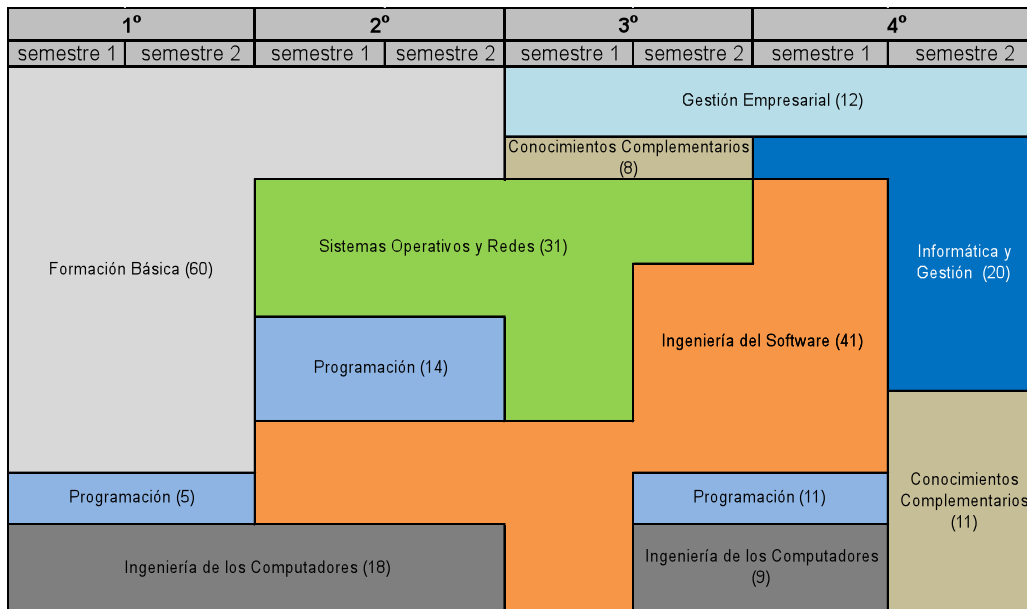 1º 2º 3º 4º
semestre 1 semestre 2 semestre 1 semestre 2 semestre 1 semestre 2 semestre 1 semestre 2
Gestión Empresarial (12)
Conocimientos Complementarios
(8)
Sistemas Operativos y Redes (31)
Formación Básica (60)
Informática y
Gestión (20)
Ingeniería del Software (41)
Programación (14)
Programación (5)
Programación (11)
Conocimientos
Complementarios
(11)
Ingeniería de los Computadores (18)
Ingeniería de los Computadores
(9)